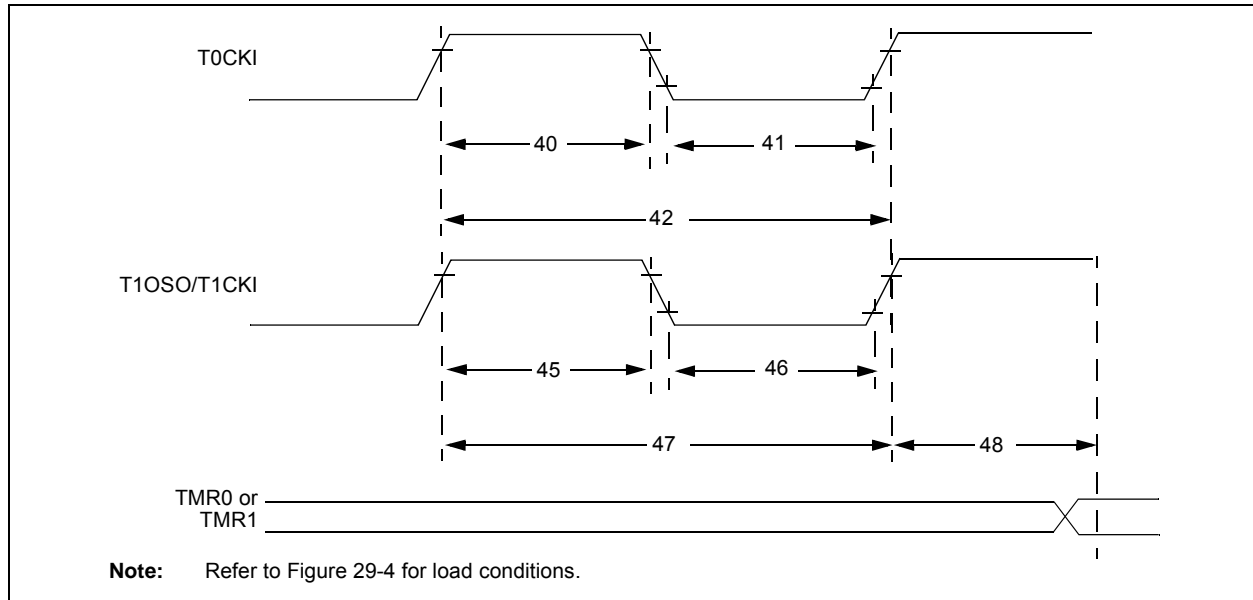 T0CKI
40
41
42
T1OSO/T1CKI
45
46
47
48
TMR0 or
TMR1
Note: Refer to Figure 29-4 for load conditions.